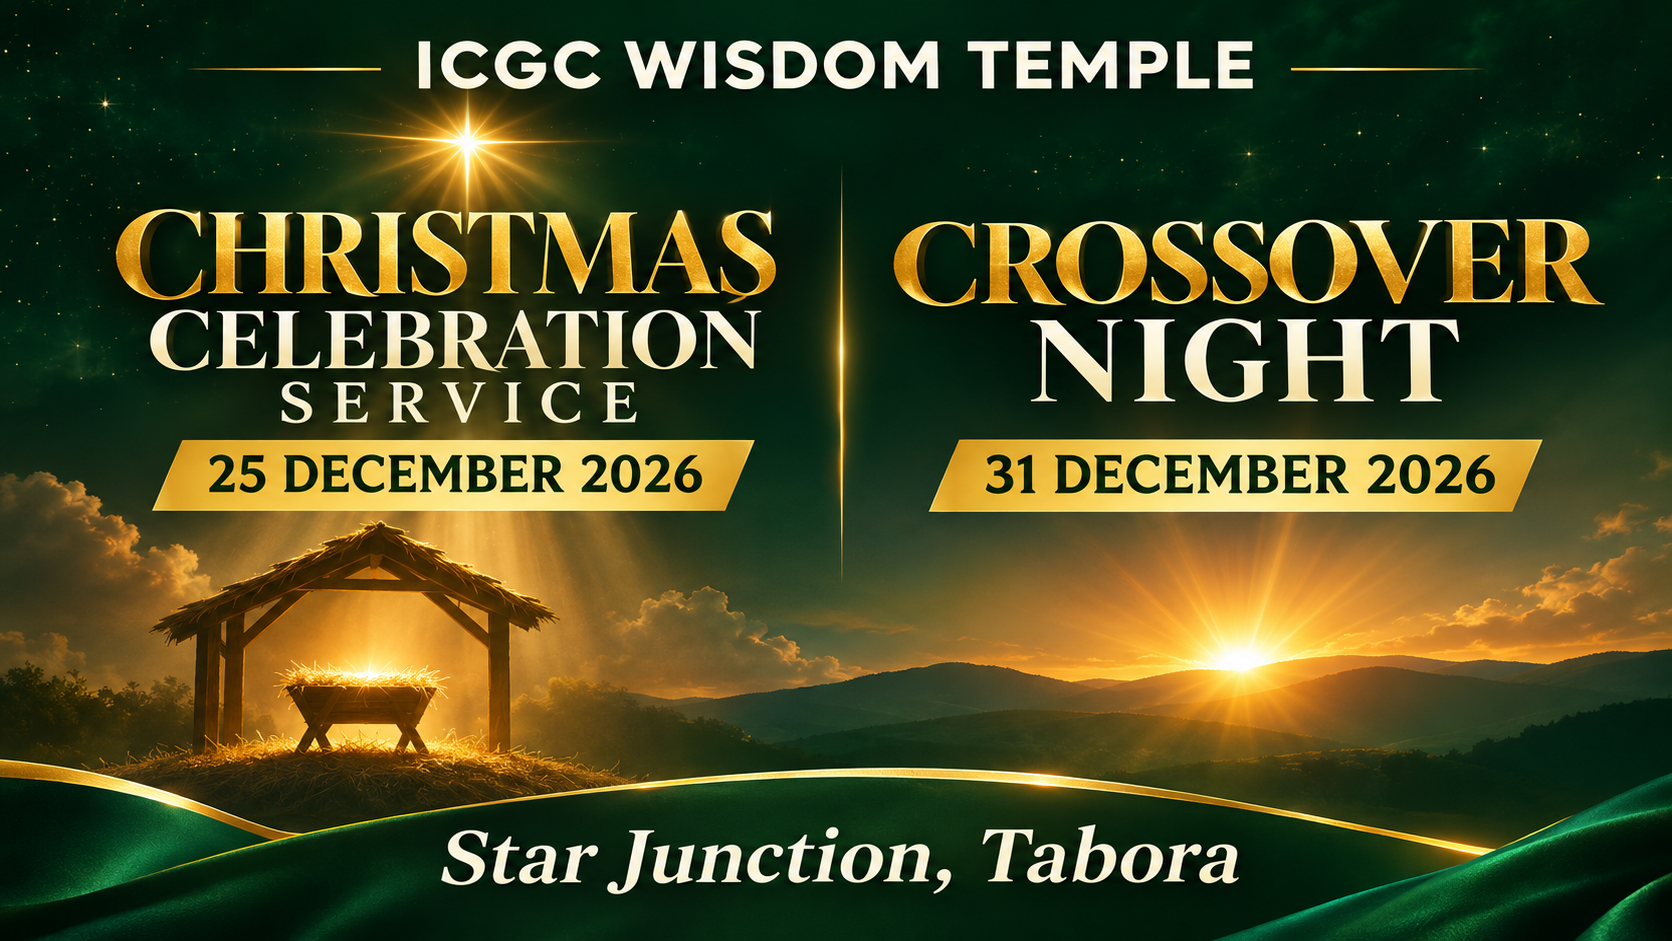 ICGC WISDOM TEMPLE
CHRISTMAS
CELEBRATION
SERVICE
25 DECEMBER 2026
CROSSOVER
NIGHT
31 DECEMBER 2026
Star Junction, Tabora